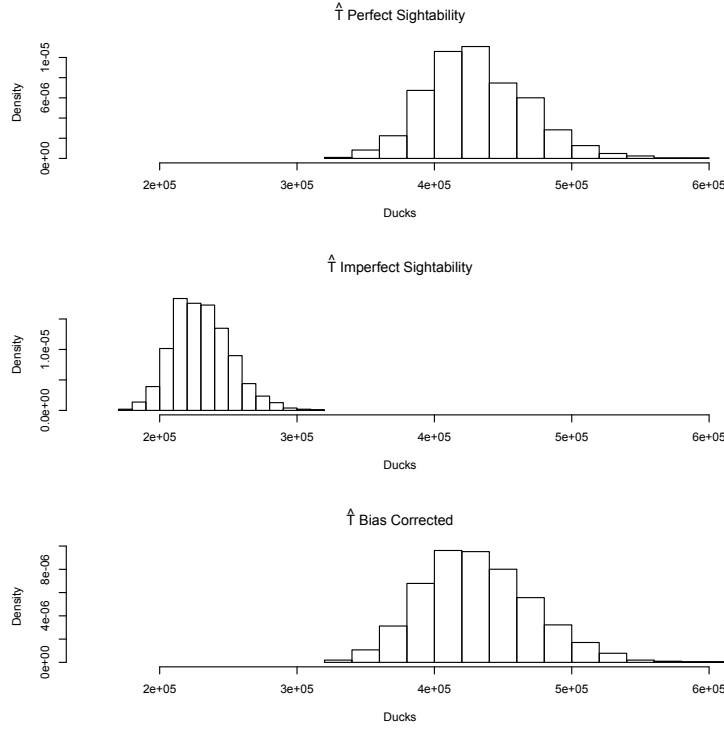 T̂ Perfect Sightability
Density
0e+00 6e-06 1e-05
2e+05 3e+05 4e+05 5e+05 6e+05
Ducks
T̂ Imperfect Sightability
Density
0.0e+00 1.0e-05
2e+05 3e+05 4e+05 5e+05 6e+05
Ducks
T̂ Bias Corrected
Density
0e+00 4e-06 8e-06
2e+05 3e+05 4e+05 5e+05 6e+05
Ducks